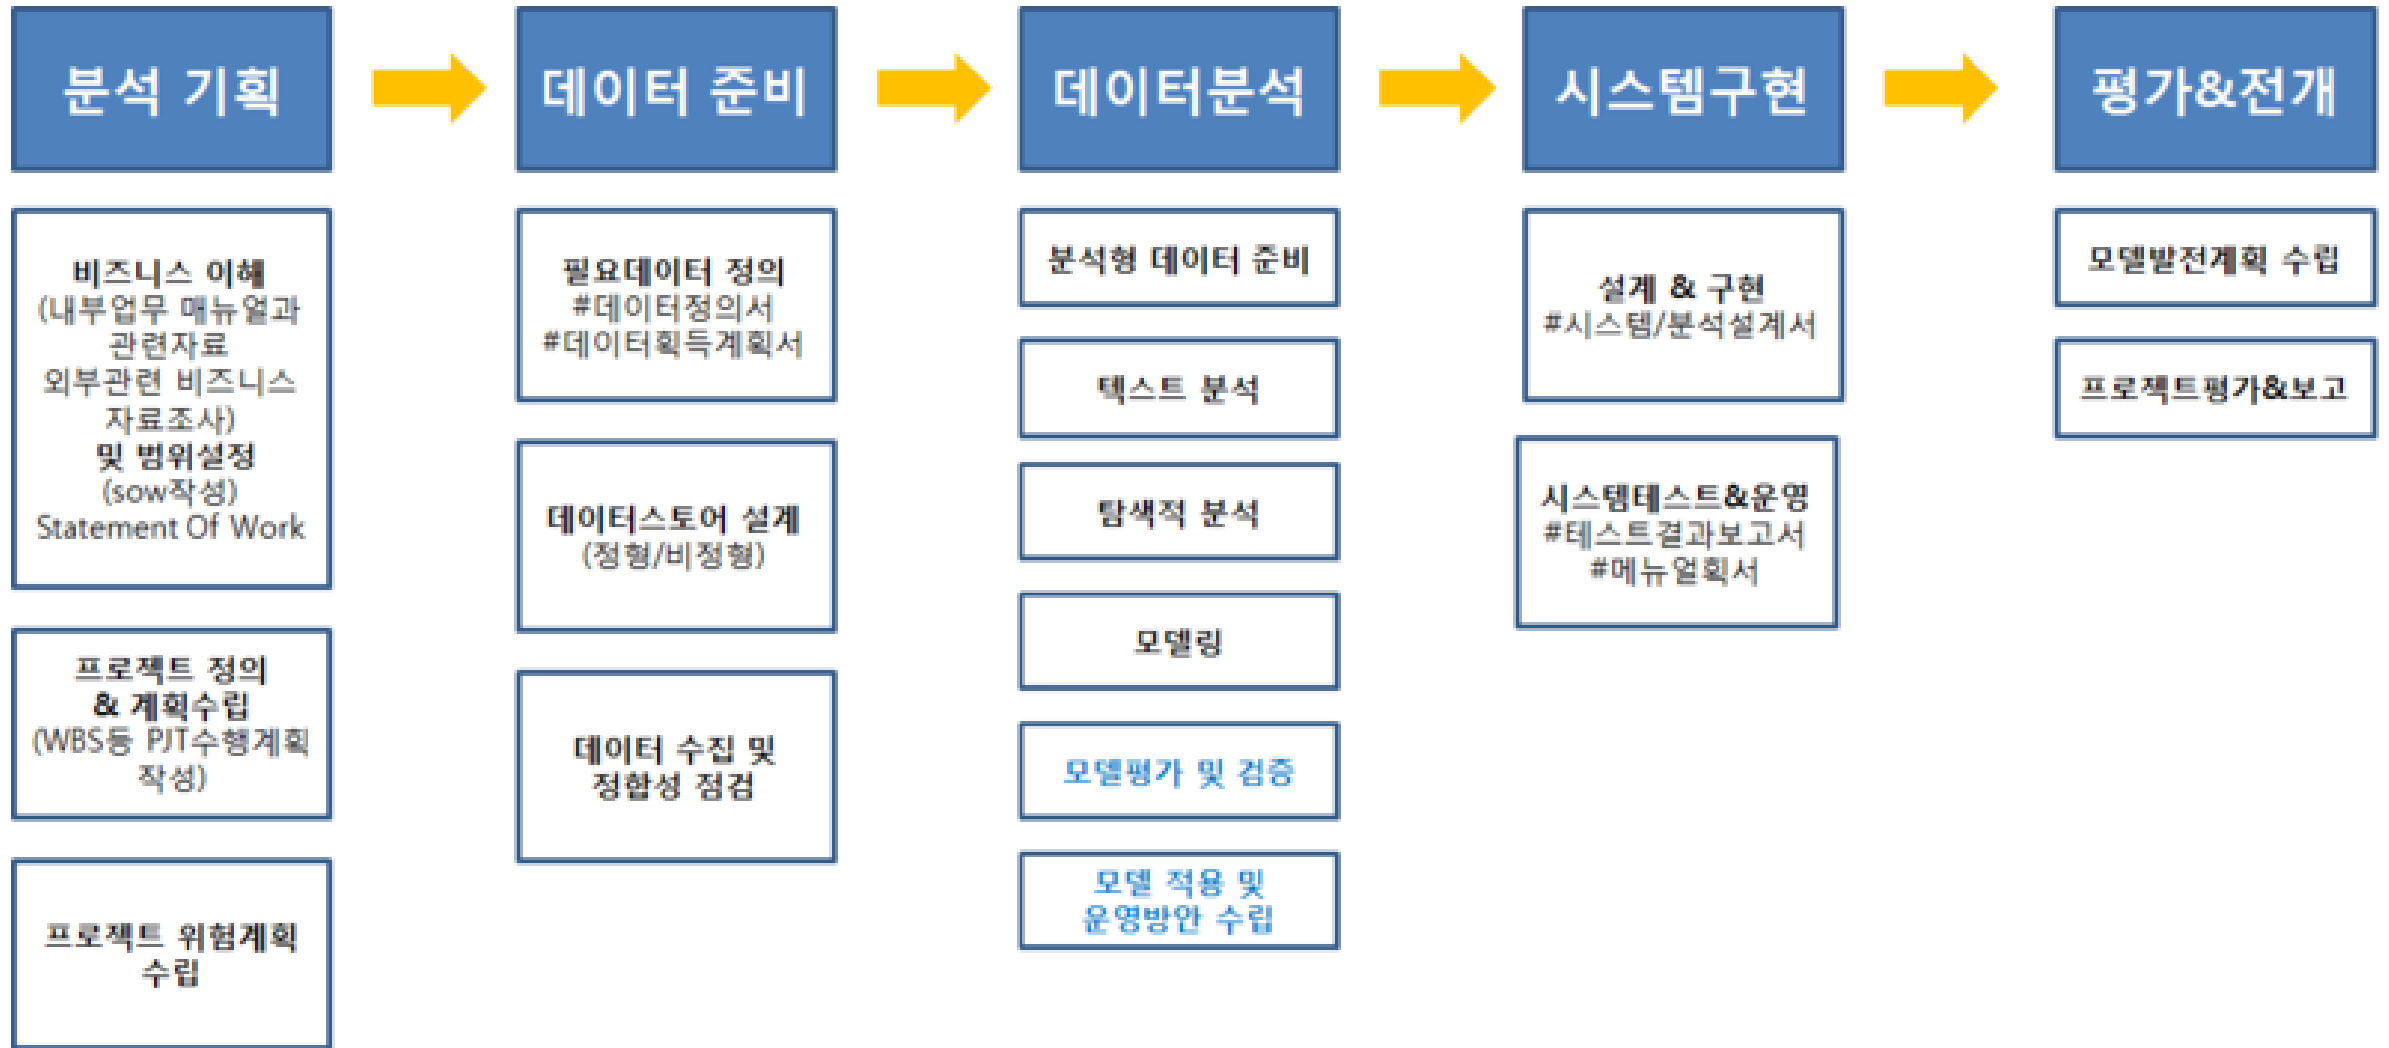 분석 기획
데이터 준비
데이터분석
시스템구현
평가&전개
비즈니스 이해
(내부업무 매뉴얼과
관련자료
외부관련 비즈니스
자료조사)
및 범위설정
(sow작성)
Statement Of Work
프로젝트 정의
& 계획수립
(WBS등 PJT수행계획
작성)
프로젝트 위험계획
수립
필요데이터 정의
#데이터정의서
#데이터획득계획서
데이터스토어 설계
(정형/비정형)
데이터 수집 및
정합성 점검
분석형 데이터 준비
텍스트 분석
탐색적 분석
모델링
모델평가 및 검증
모델 적용 및
운영방안 수립
설계 & 구현
#시스템/분석설계서
시스템테스트&운영
#테스트결과보고서
#메뉴얼획서
모델발전계획 수립
프로젝트평가&보고